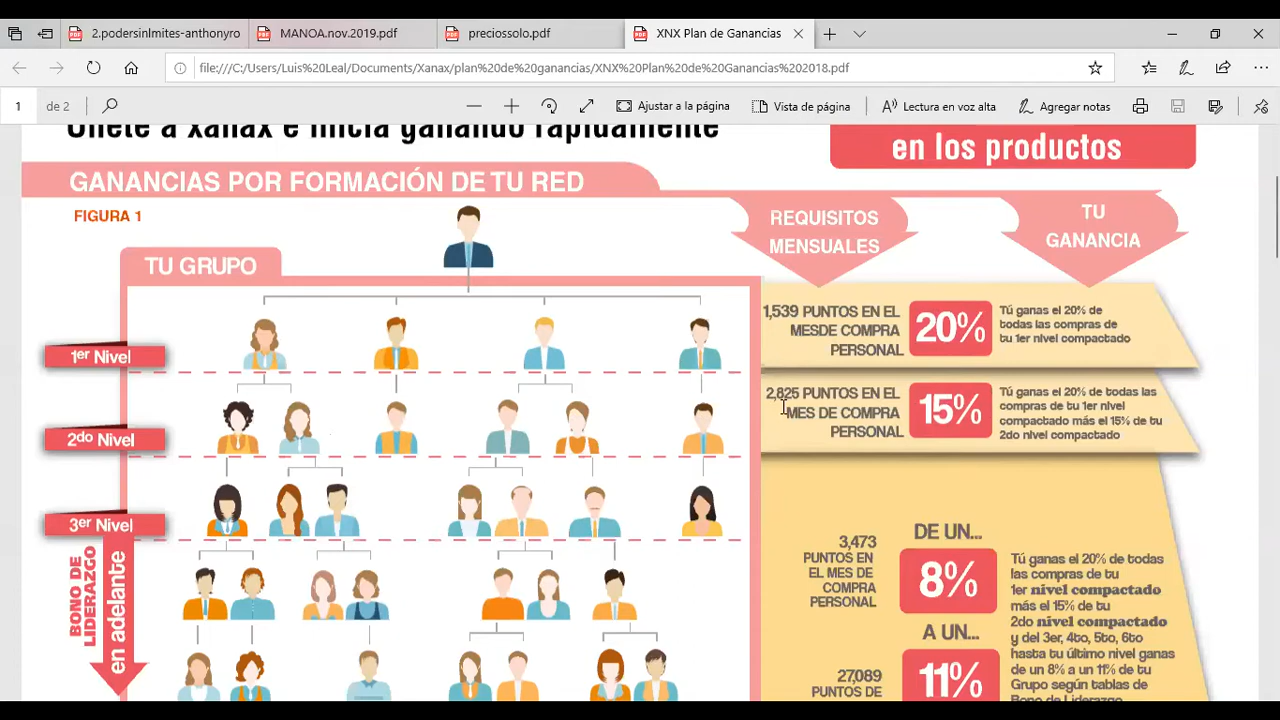 2.podersinlmites-anthonyro
MANOA.nov.2019.pdf
preciossolo.pdf
XNX Plan de Ganancias
file:///C:/Users/Luis%20Leal/Documents/Xanax/plan%20de%20ganancias/XNX%20Plan%20de%20Ganancias%202018.pdf
1 de 2
Ajustar a la página
Vista de página
Lectura en voz alta
Agregar notas
Únete a xanax e inicia ganando rápidamente
en los productos
GANANCIAS POR FORMACIÓN DE TU RED
FIGURA 1
REQUISITOS
MENSUALES
TU
GANANCIA
TU GRUPO
1er Nivel
1,539 PUNTOS EN EL
MESDE COMPRA
PERSONAL
20%
Tú ganas el 20% de
todas las compras de
tu 1er nivel compactado
2do Nivel
2,825 PUNTOS EN EL
MES DE COMPRA
PERSONAL
15%
Tú ganas el 20% de todas las
compras de tu 1er nivel
compactado más el 15% de tu
2do nivel compactado
3er Nivel
BONO DE
LIDERAZGO
en adelante
3,473
PUNTOS EN
EL MES DE
COMPRA
PERSONAL
DE UN...
8%
A UN...
27,089
PUNTOS DE
11%
Tú ganas el 20% de todas
las compras de tu
1er nivel compactado
más el 15% de tu
2do nivel compactado
y del 3er, 4to, 5to, 6to
hasta tu último nivel ganas
de un 8% a un 11% de tu
Grupo según tablas de
Bono de Liderazgo